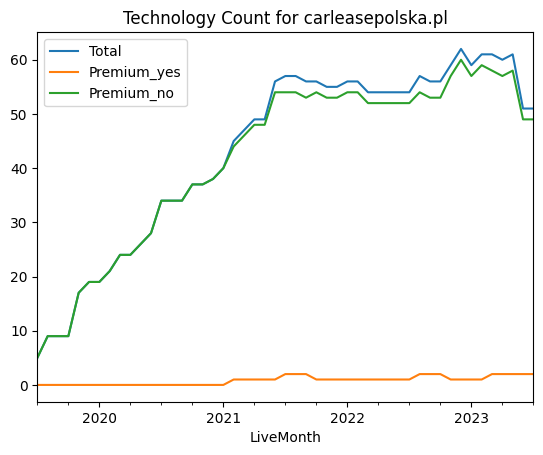 Technology Count for carleasepolska.pl
Total
Premium_yes
Premium_no
60
50
40
30
20
10
0
2020 2021 2022 2023
LiveMonth